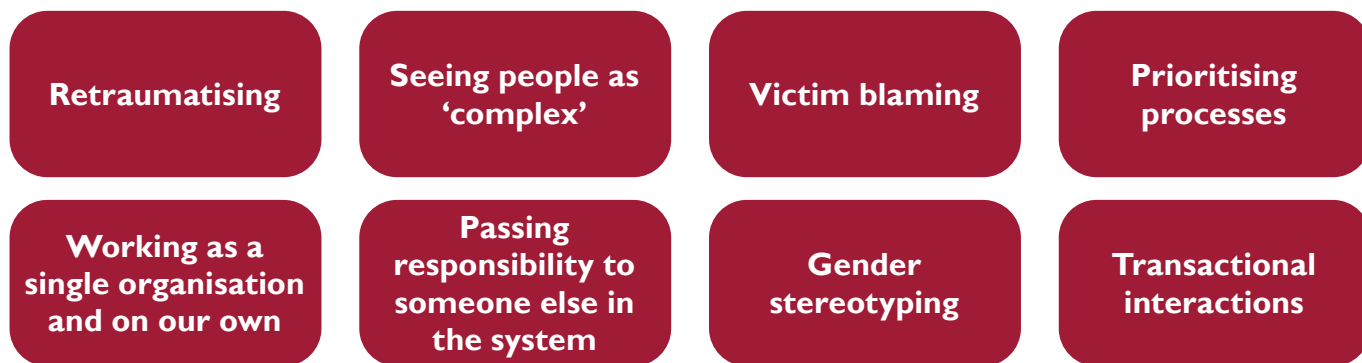 Retraumatising
Seeing people as
‘complex’
Victim blaming
Prioritising
processes
Working as a
single organisation
and on our own
Passing
responsibility to
someone else in
the system
Gender
stereotyping
Transactional
interactions